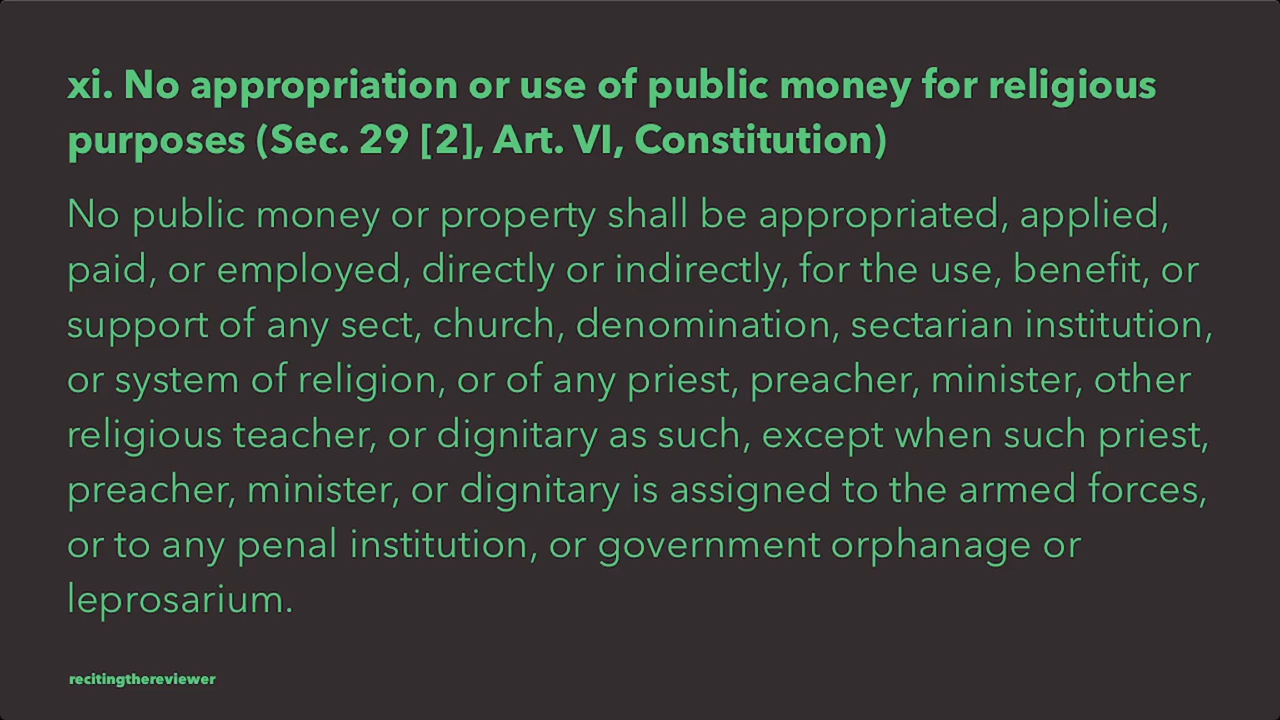 xi. No appropriation or use of public money for religious
purposes (Sec. 29 [2], Art. VI, Constitution)
No public money or property shall be appropriated, applied,
paid, or employed, directly or indirectly, for the use, benefit, or
support of any sect, church, denomination, sectarian institution,
or system of religion, or of any priest, preacher, minister, other
religious teacher, or dignitary as such, except when such priest,
preacher, minister, or dignitary is assigned to the armed forces,
or to any penal institution, or government orphanage or
leprosarium.
recitingthereviewer